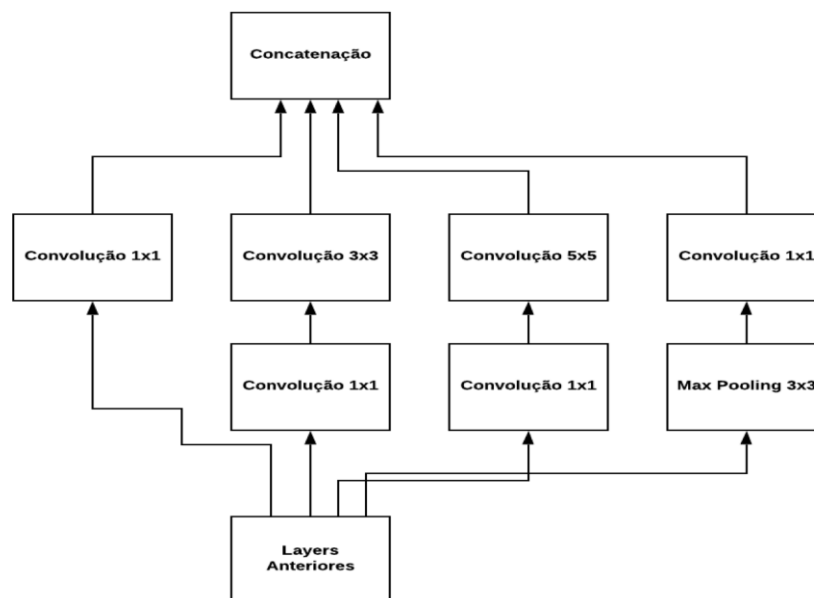 Concatenação
Convolução 1x1
Convolução 3x3
Convolução 5x5
Convolução 1x1
Convolução 1x1
Convolução 1x1
Max Pooling 3x3
Layers
Anteriores